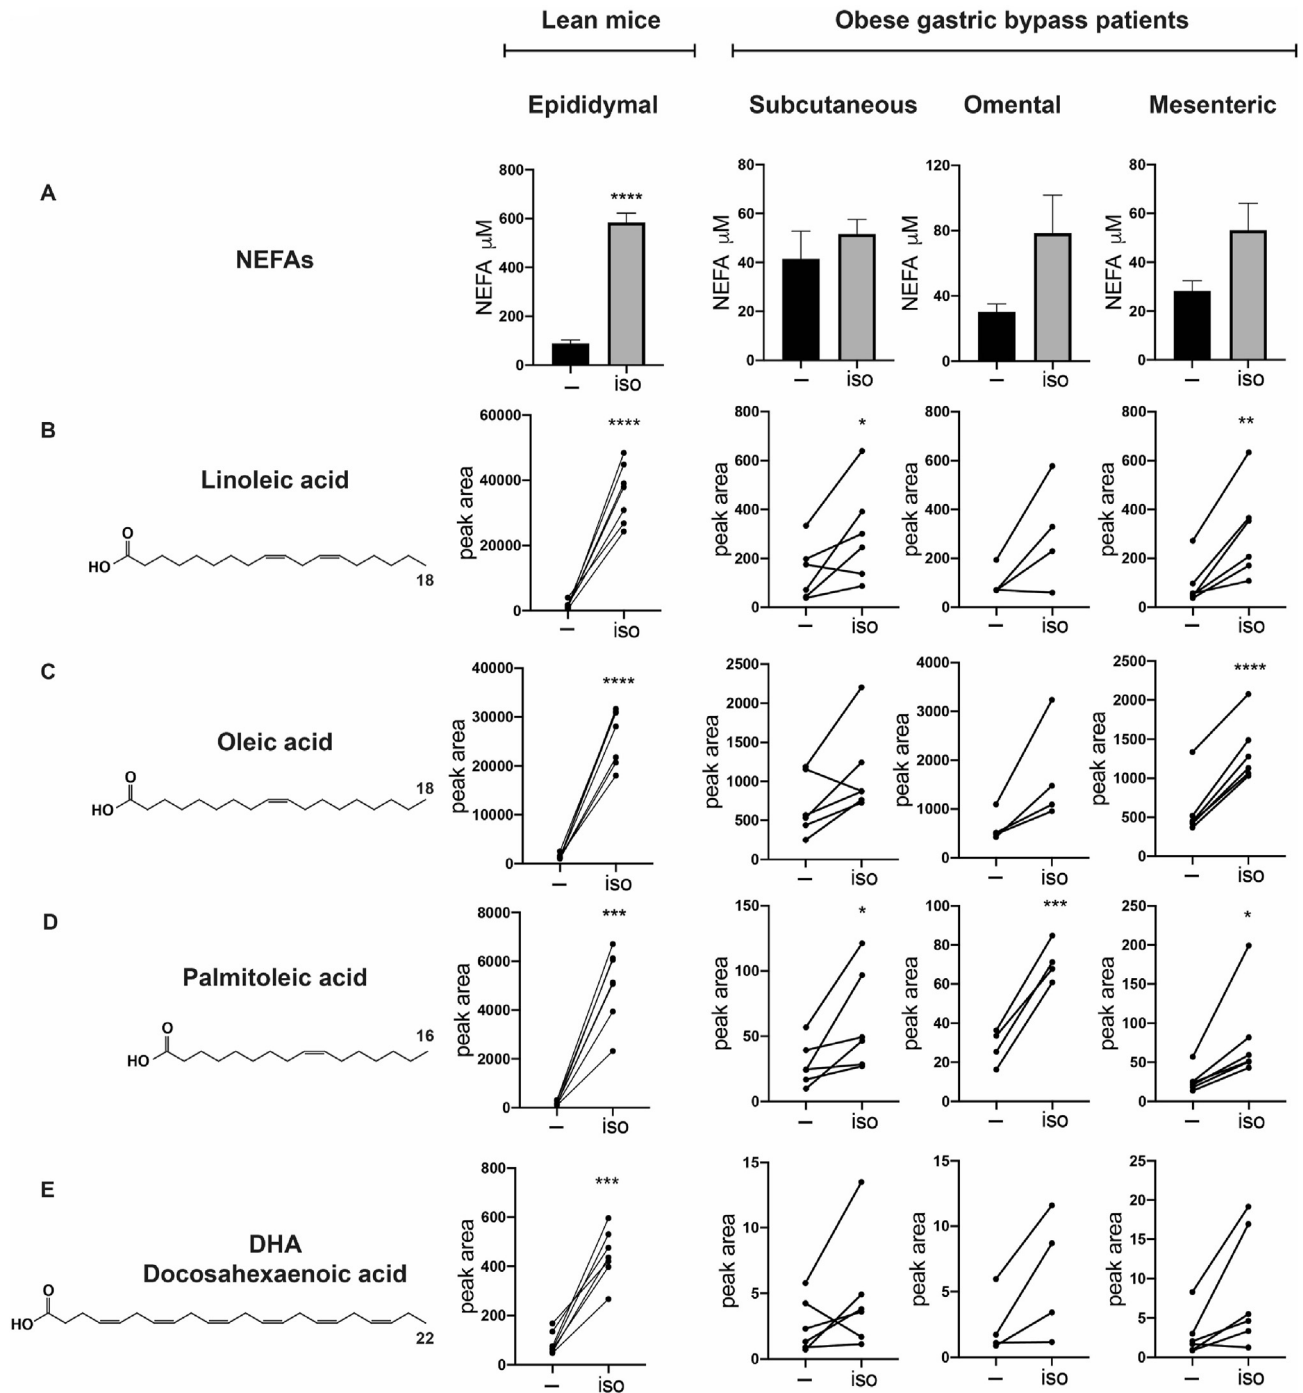 Lean mice
Obese gastric bypass patients
Epididymal
Subcutaneous
Omental
Mesenteric
A
NEFAs
NEFA µM
800
600
400
200
0
****
–
iso
NEFA µM
80
60
40
20
0
–
iso
NEFA µM
120
80
40
0
–
iso
NEFA µM
80
60
40
20
0
–
iso
B
Linoleic acid
O
HO
18
peak area
60000
40000
20000
0
****
–
iso
peak area
800
600
400
200
0
*
–
iso
peak area
800
600
400
200
0
–
iso
peak area
800
600
400
200
0
**
–
iso
C
Oleic acid
O
HO
18
peak area
40000
30000
20000
10000
0
****
–
iso
peak area
2500
2000
1500
1000
500
0
–
iso
peak area
4000
3000
2000
1000
0
–
iso
peak area
2500
2000
1500
1000
500
0
****
–
iso
D
Palmitoleic acid
O
HO
16
peak area
8000
6000
4000
2000
0
***
–
iso
peak area
150
100
50
0
*
–
iso
peak area
100
80
60
40
20
0
***
–
iso
peak area
250
200
150
100
50
0
*
–
iso
E
DHA
Docosahexaenoic acid
O
HO
22
peak area
800
600
400
200
0
***
–
iso
peak area
15
10
5
0
–
iso
peak area
15
10
5
0
–
iso
peak area
25
20
15
10
5
0
–
iso